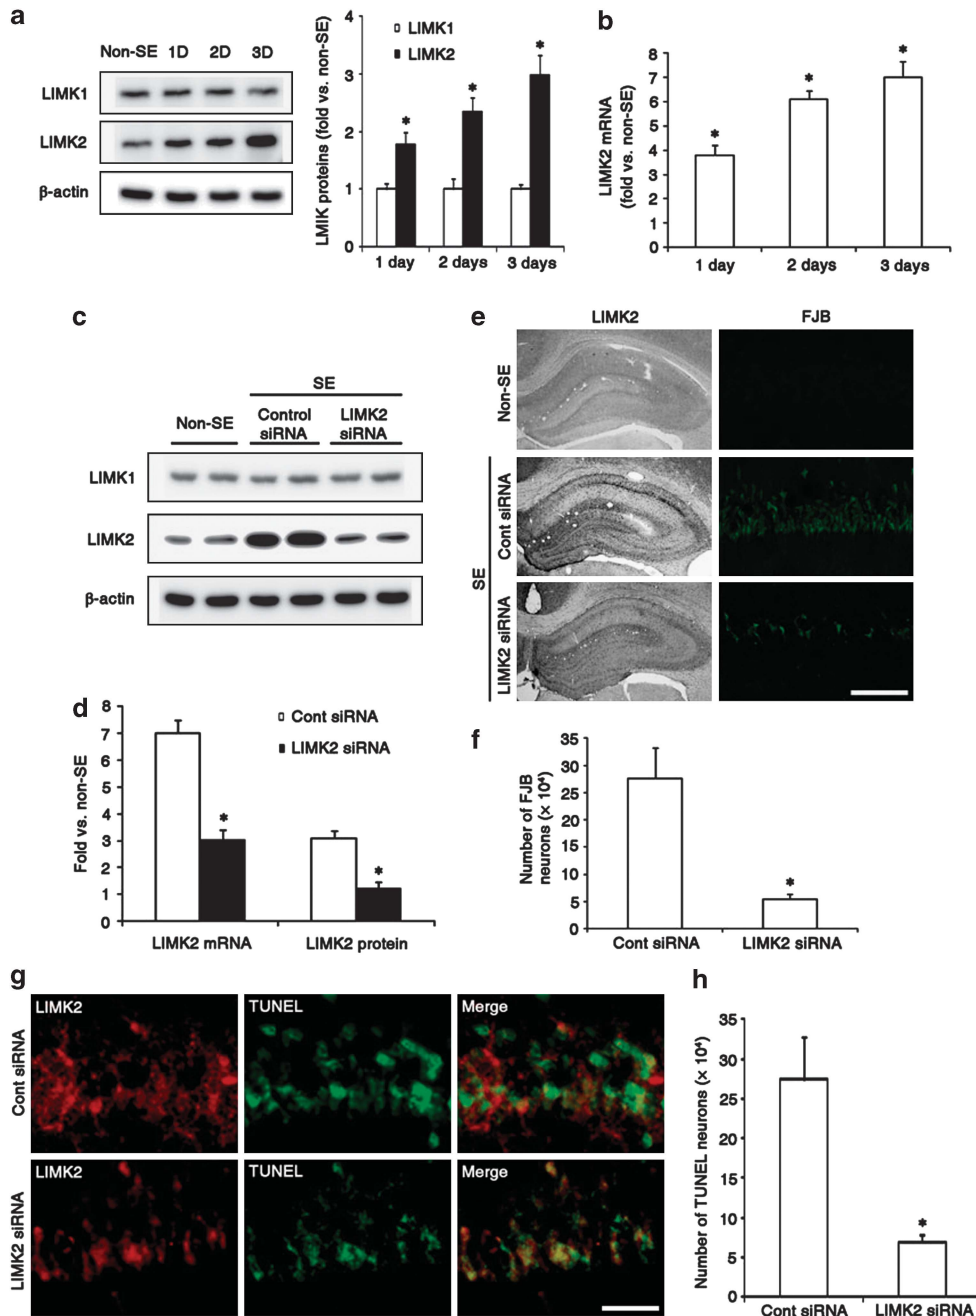 a
Non-SE 1D 2D 3D
LIMK1
LIMK2
β-actin
LMIK proteins (fold vs. non-SE)
4
3
2
1
0
LIMK1
LIMK2
*
*
*
1 day 2 days 3 days
b
LIMK2 mRNA
(fold vs. non-SE)
8
7
6
5
4
3
2
1
0
*
*
*
1 day 2 days 3 days
c
SE
Non-SE Control siRNA LIMK2 siRNA
LIMK1
LIMK2
β-actin
d
Fold vs. non-SE
8
7
6
5
4
3
2
1
0
Cont siRNA
LIMK2 siRNA
*
*
LIMK2 mRNA LIMK2 protein
e
LIMK2 FJB
Non-SE
SE
Cont siRNA
LIMK2 siRNA
f
Number of FJB
neurons (× 10⁴)
35
30
25
20
15
10
5
0
*
Cont siRNA LIMK2 siRNA
g
Cont siRNA
LIMK2 TUNEL Merge
LIMK2 siRNA
LIMK2 TUNEL Merge
h
Number of TUNEL neurons (× 10⁴)
35
30
25
20
15
10
5
0
*
Cont siRNA LIMK2 siRNA